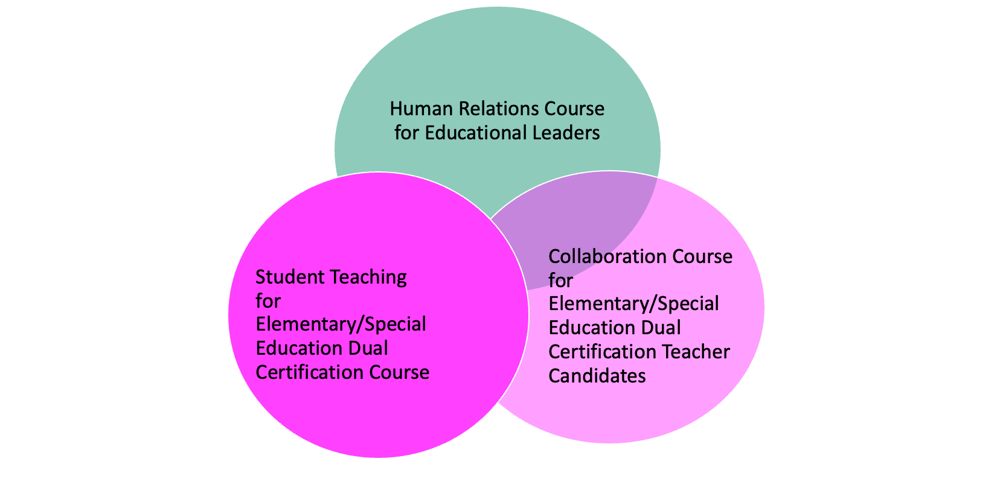 Human Relations Course
for Educational Leaders
Student Teaching
for
Elementary/Special
Education Dual
Certification Course
Collaboration Course
for
Elementary/Special
Education Dual
Certification Teacher
Candidates